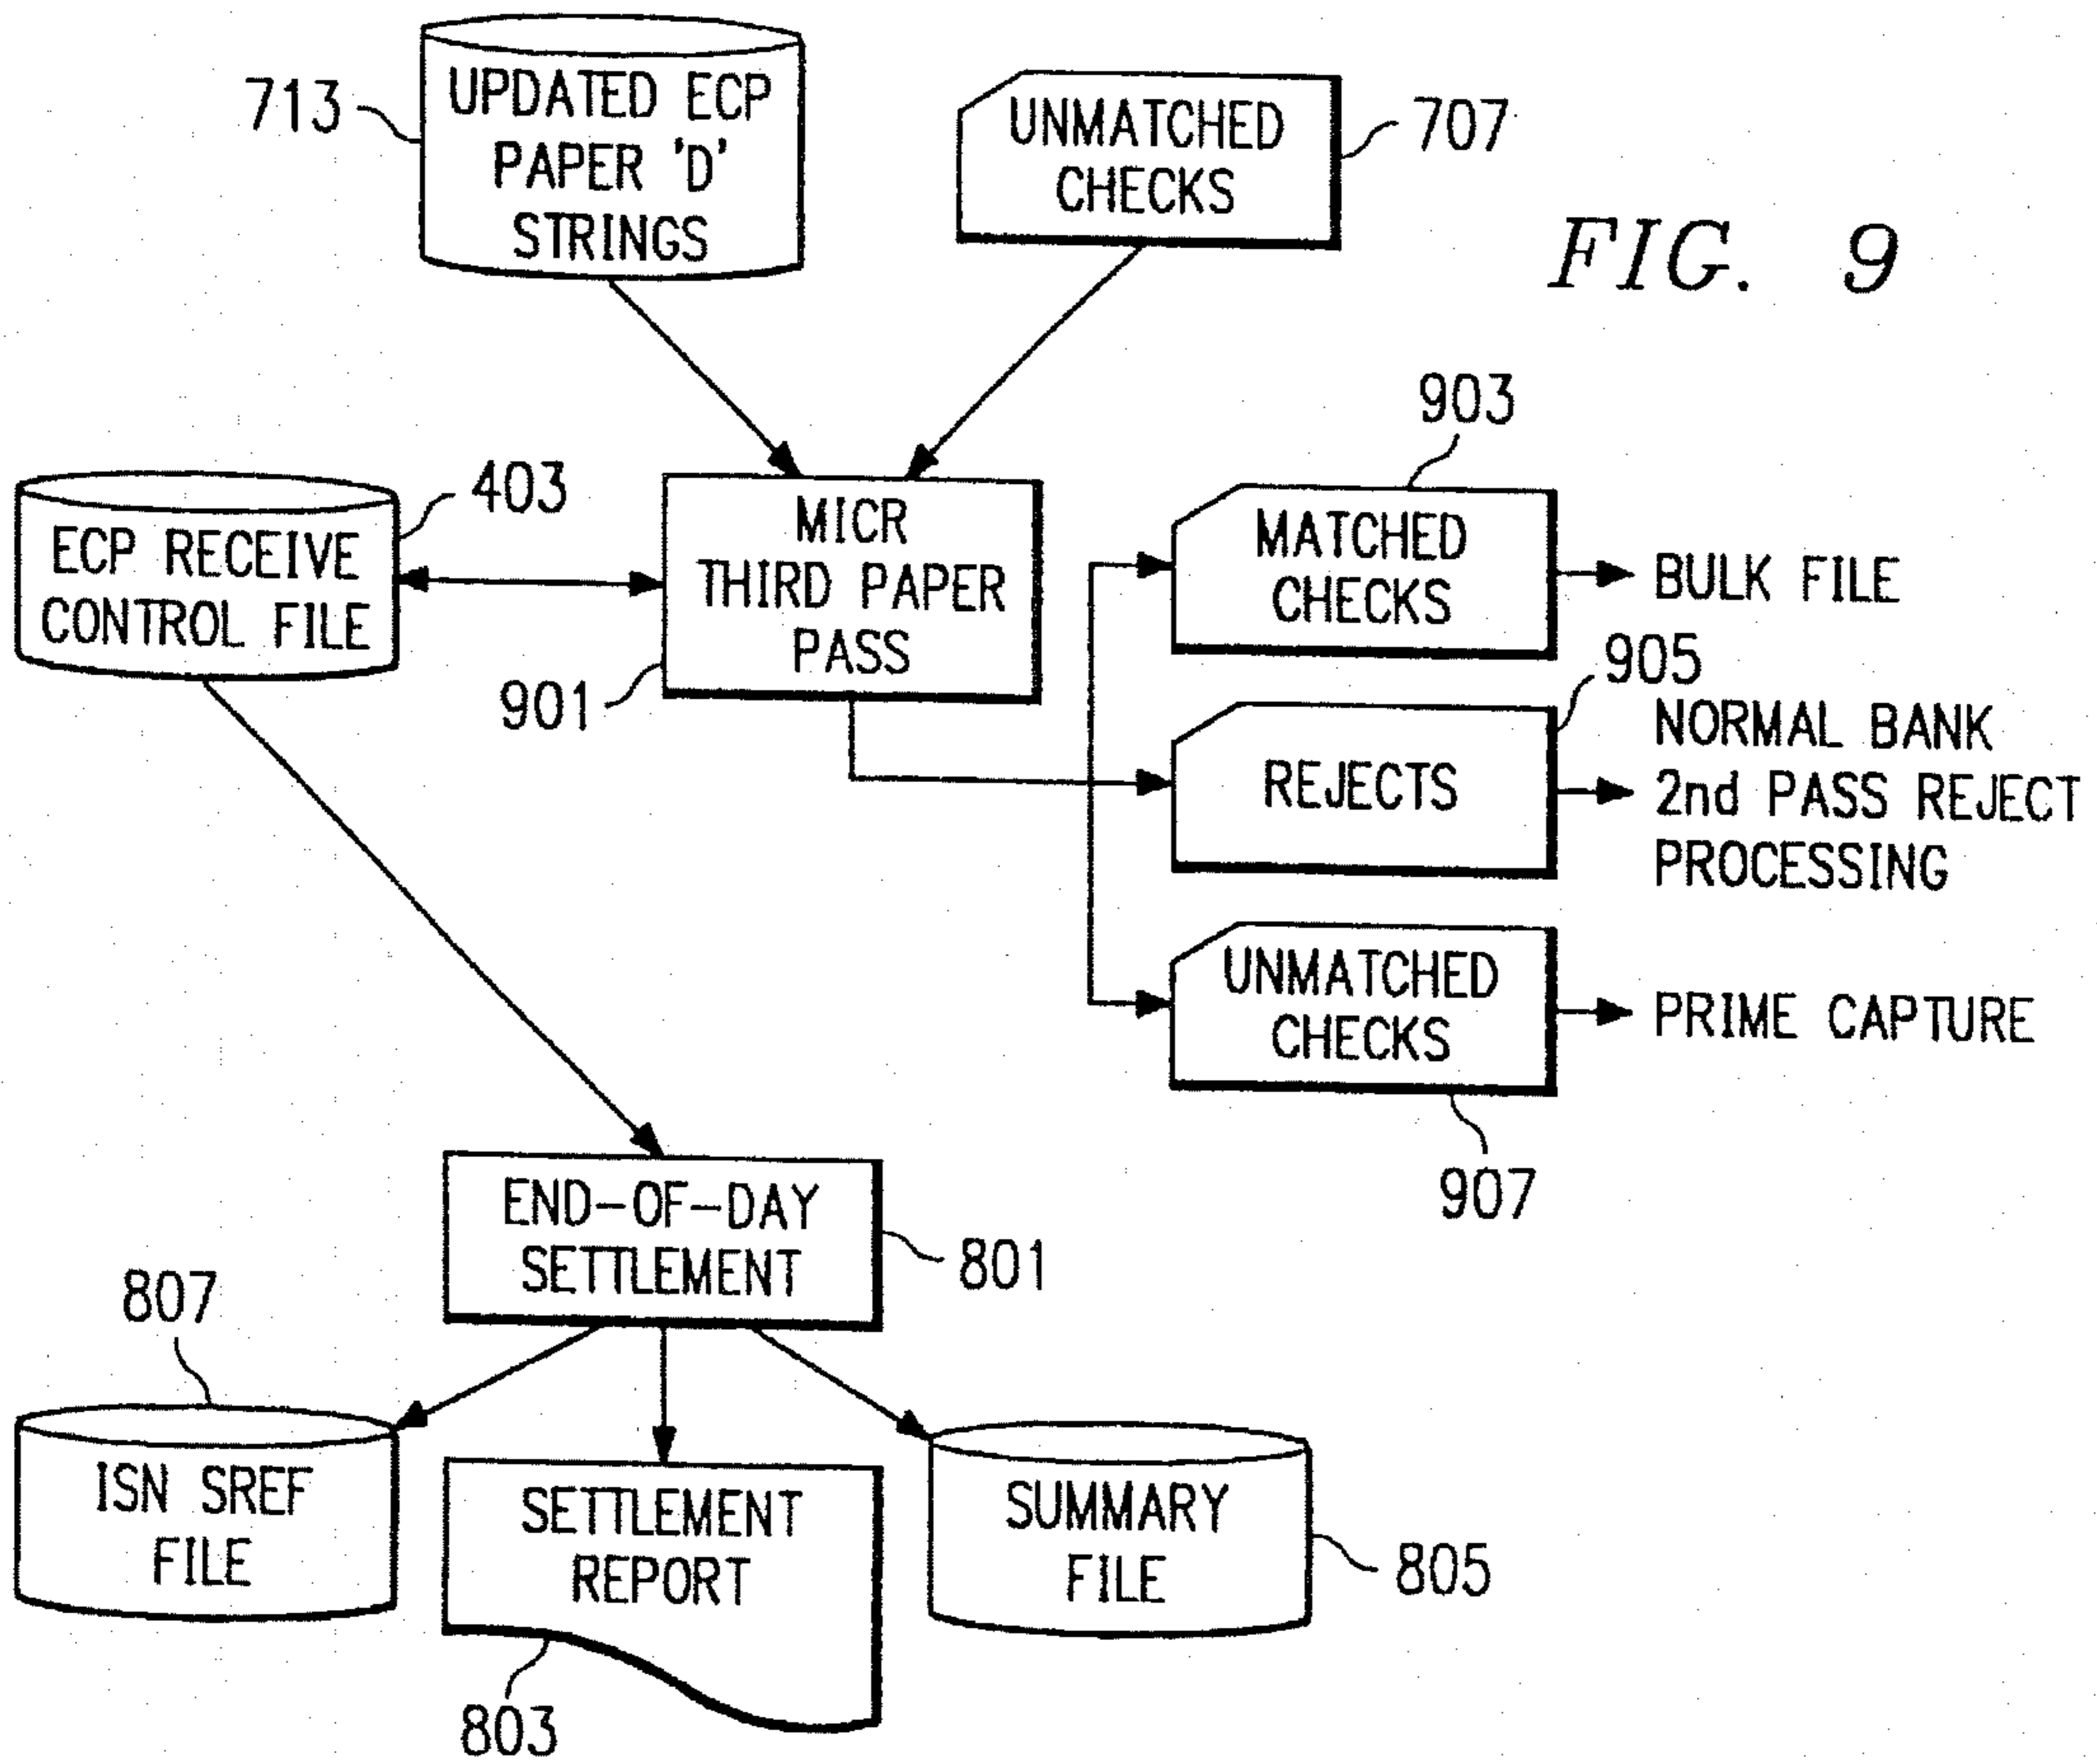 713
UPDATED ECP
PAPER 'D'
STRINGS
UNMATCHED
CHECKS
707
FIG. 9
403
ECP RECEIVE
CONTROL FILE
MICR
THIRD PAPER
PASS
901
903
MATCHED
CHECKS
BULK FILE
905
REJECTS
NORMAL BANK
2nd PASS REJECT
PROCESSING
UNMATCHED
CHECKS
PRIME CAPTURE
907
END-OF-DAY
SETTLEMENT
801
807
ISN SREF
FILE
SETTLEMENT
REPORT
803
SUMMARY
FILE
805